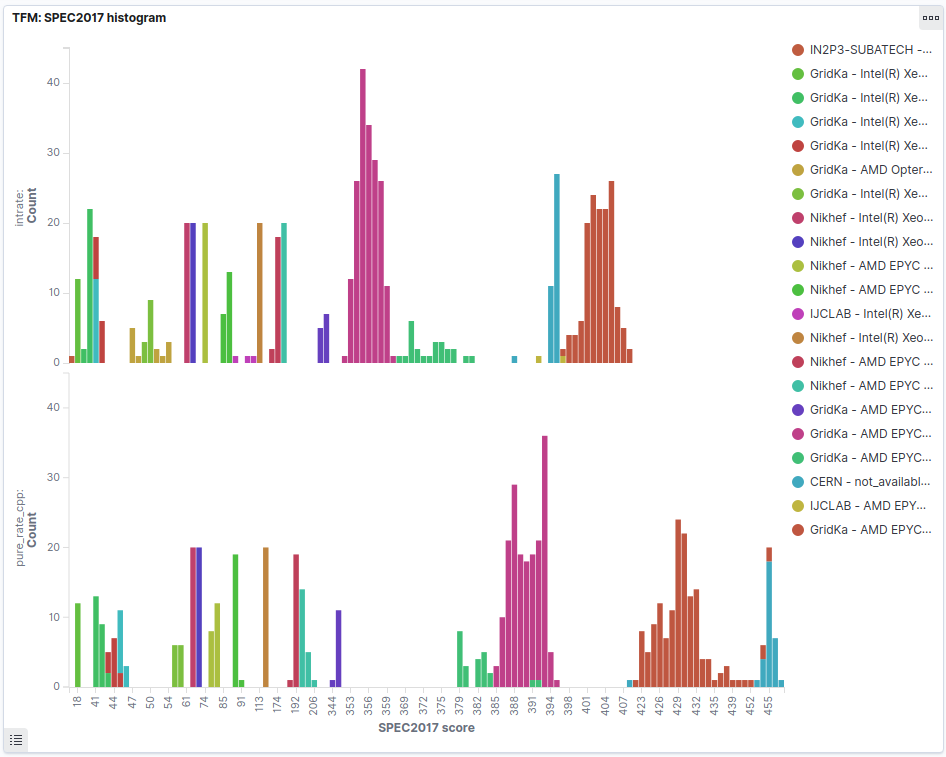 TFM: SPEC2017 histogram
intrate:
Count
40
30
20
10
0
pure_rate_cpp:
Count
40
30
20
10
0
18 41 44 47 50 54 61 74 85 91 113 174 192 206 344 353 356 359 369 372 375 379 382 385 388 391 394 398 401 404 407 423 426 429 432 435 439 452 455
SPEC2017 score
IN2P3-SUBATECH -...
GridKa - Intel(R) Xe...
GridKa - Intel(R) Xe...
GridKa - Intel(R) Xe...
GridKa - Intel(R) Xe...
GridKa - AMD Opter...
GridKa - Intel(R) Xe...
Nikhef - Intel(R) Xeo...
Nikhef - Intel(R) Xeo...
Nikhef - AMD EPYC ...
Nikhef - AMD EPYC ...
IJCLAB - Intel(R) Xe...
Nikhef - Intel(R) Xeo...
Nikhef - AMD EPYC ...
Nikhef - AMD EPYC ...
GridKa - AMD EPYC...
GridKa - AMD EPYC...
GridKa - AMD EPYC...
CERN - not_availabl...
IJCLAB - AMD EPY...
GridKa - AMD EPYC...